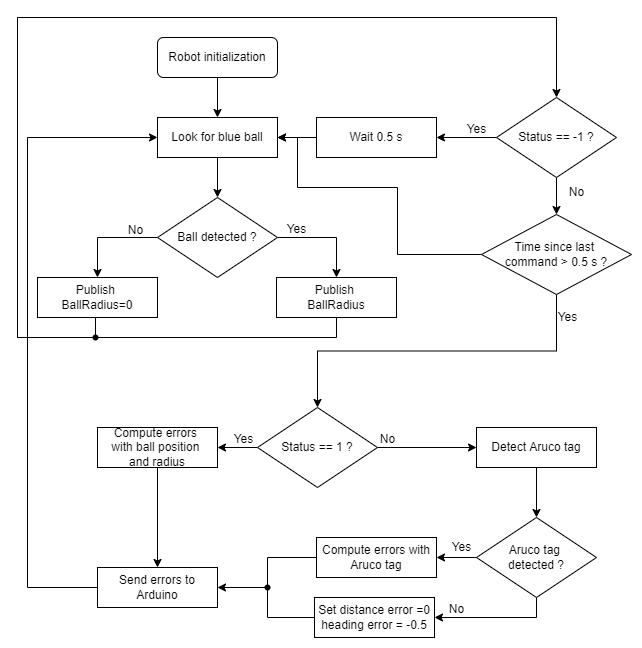 Robot initialization
Look for blue ball
Wait 0.5 s
Yes
Status == -1 ?
No
Ball detected ?
No
Yes
Time since last
command > 0.5 s ?
Publish
BallRadius=0
Publish
BallRadius
Yes
Compute errors
with ball position
and radius
Yes
Status == 1 ?
No
Detect Aruco tag
Compute errors with
Aruco tag
Yes
Aruco tag
detected ?
Send errors to
Arduino
Set distance error =0
heading error = -0.5
No